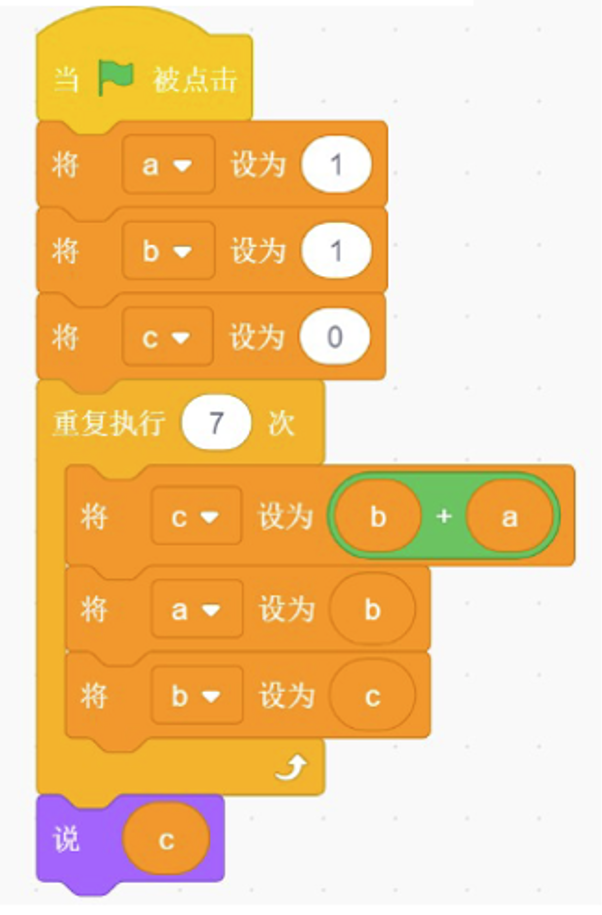 当 被点击
将 a 设为 1
将 b 设为 1
将 c 设为 0
重复执行 7 次
将 c 设为 b + a
将 a 设为 b
将 b 设为 c
说 c